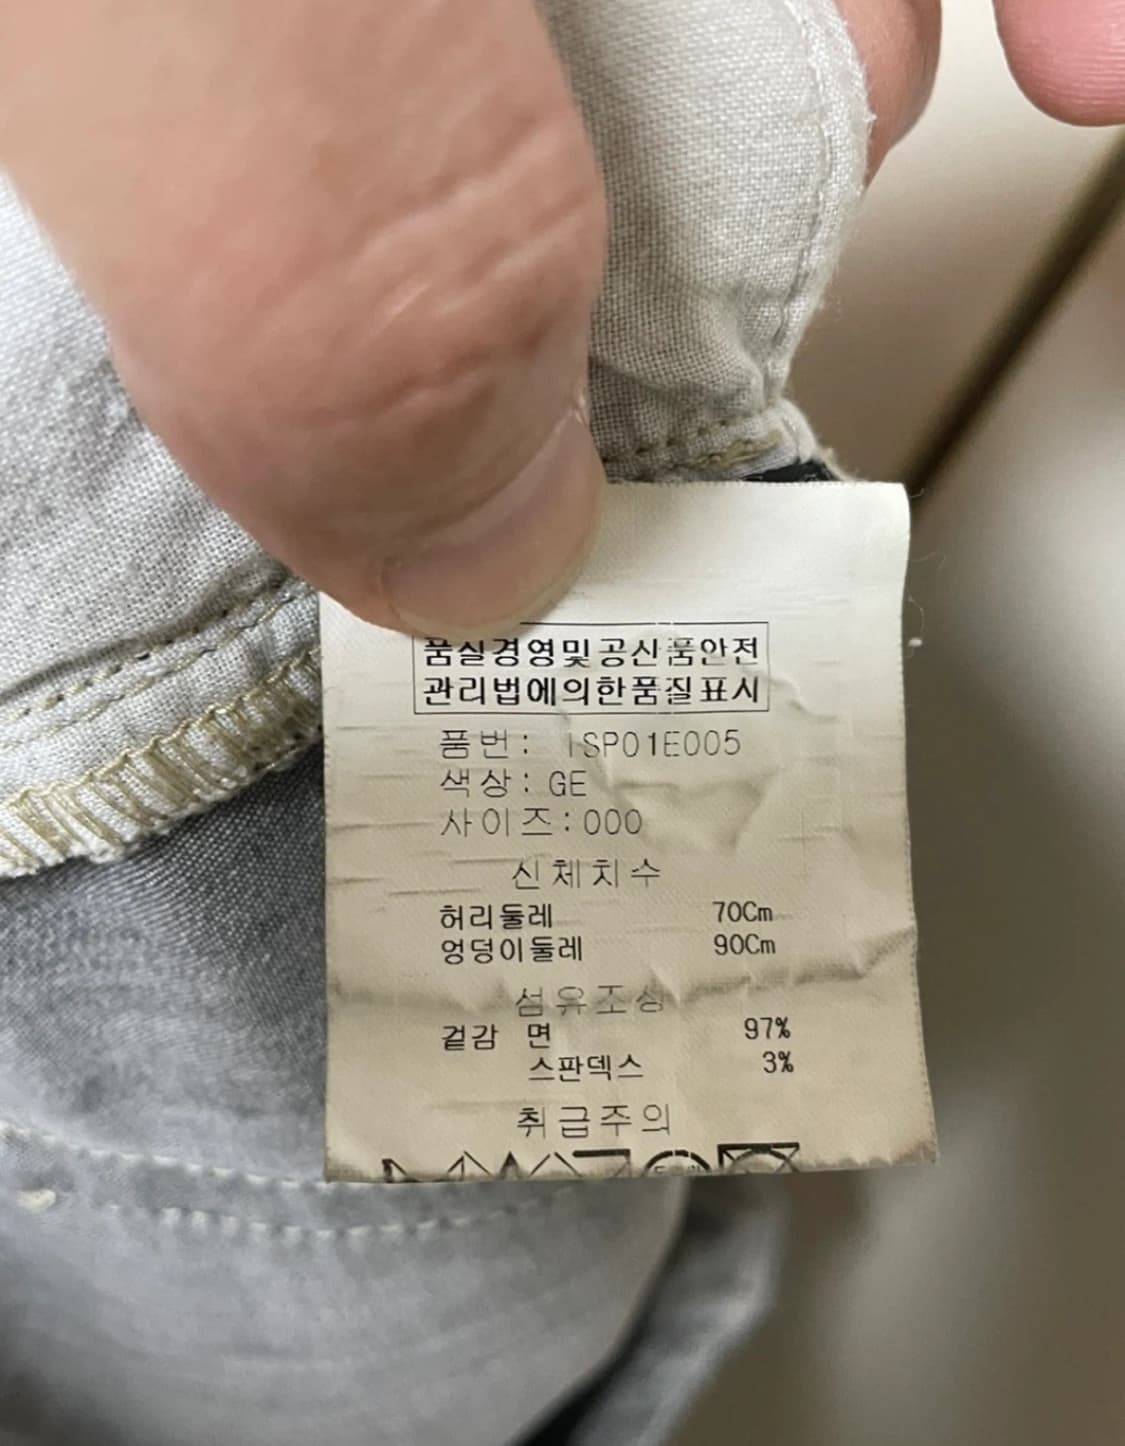 품질경영및공산품안전
관리법에의한품질표시
품번: ISP01E005
색상: GE
사이즈:000
신체치수
허리둘레 70Cm
엉덩이둘레 90Cm
섬유조성
겉감 면 97%
스판덱스 3%
취급주의